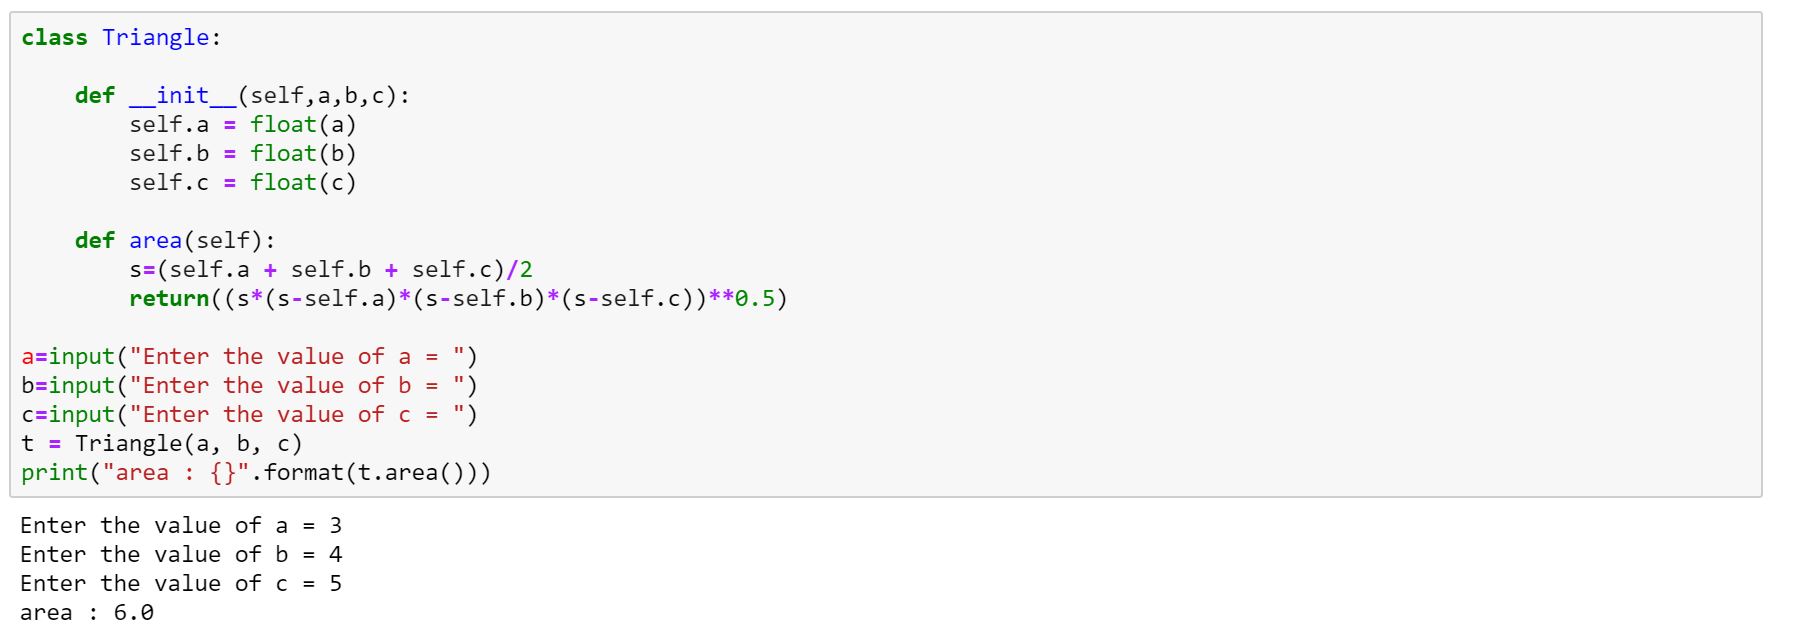 class Triangle:
    def __init__(self,a,b,c):
        self.a = float(a)
        self.b = float(b)
        self.c = float(c)
    def area(self):
        s=(self.a + self.b + self.c)/2
        return((s*(s-self.a)*(s-self.b)*(s-self.c))**0.5)
a=input("Enter the value of a = ")
b=input("Enter the value of b = ")
c=input("Enter the value of c = ")
t = Triangle(a, b, c)
print("area : {}".format(t.area()))
Enter the value of a = 3
Enter the value of b = 4
Enter the value of c = 5
area : 6.0